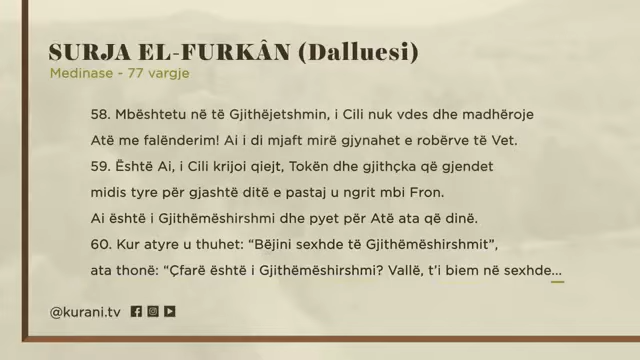 SURJA EL-FURKÂN (Dalluesi)
Medinase - 77 vargje
58. Mbështetu në të Gjithëjetshmin, i Cili nuk vdes dhe madhëroje
Atë me falënderim! Ai i di mjaft mirë gjynahet e robërve të Vet.
59. Është Ai, i Cili krijoi qiejt, Tokën dhe gjithçka që gjendet
midis tyre për gjashtë ditë e pastaj u ngrit mbi Fron.
Ai është i Gjithëmëshirshmi dhe pyet për Atë ata që dinë.
60. Kur atyre u thuhet: “Bëjini sexhde të Gjithëmëshirshmit”,
ata thonë: “Çfarë është i Gjithëmëshirshmi? Vallë, t’i biem në sexhde...
@kurani.tv